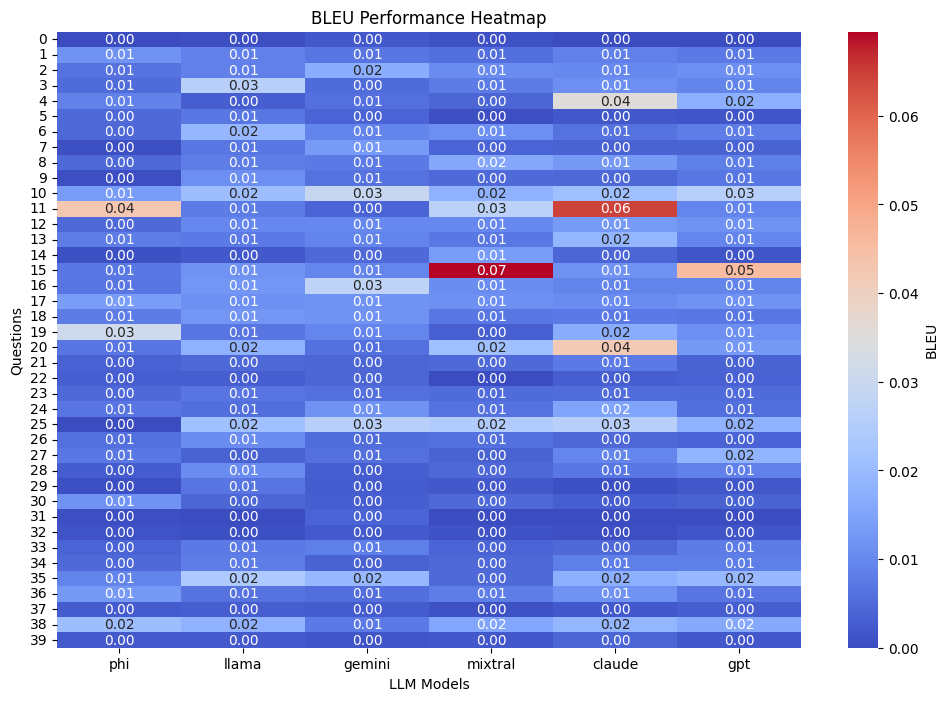 BLEU Performance Heatmap
Questions
0 0.00 0.00 0.00 0.00 0.00 0.00
1 0.01 0.01 0.01 0.01 0.01 0.01
2 0.01 0.01 0.02 0.01 0.01 0.01
3 0.01 0.03 0.00 0.01 0.01 0.01
4 0.01 0.00 0.01 0.00 0.04 0.02
5 0.00 0.01 0.00 0.00 0.00 0.00
6 0.00 0.02 0.01 0.01 0.01 0.01
7 0.00 0.01 0.01 0.00 0.00 0.00
8 0.00 0.01 0.01 0.02 0.01 0.01
9 0.00 0.01 0.01 0.00 0.00 0.01
10 0.01 0.02 0.03 0.02 0.02 0.03
11 0.04 0.01 0.00 0.03 0.06 0.01
12 0.00 0.01 0.01 0.01 0.01 0.01
13 0.01 0.01 0.01 0.01 0.02 0.01
14 0.00 0.00 0.00 0.01 0.00 0.00
15 0.01 0.01 0.01 0.07 0.01 0.05
16 0.01 0.01 0.03 0.01 0.01 0.01
17 0.01 0.01 0.01 0.01 0.01 0.01
18 0.01 0.01 0.01 0.01 0.01 0.01
19 0.03 0.01 0.01 0.00 0.02 0.01
20 0.01 0.02 0.01 0.02 0.04 0.01
21 0.00 0.00 0.00 0.00 0.01 0.00
22 0.00 0.00 0.00 0.00 0.00 0.00
23 0.00 0.01 0.01 0.01 0.01 0.01
24 0.01 0.01 0.01 0.01 0.02 0.01
25 0.00 0.02 0.03 0.02 0.03 0.02
26 0.01 0.01 0.01 0.01 0.00 0.00
27 0.01 0.00 0.01 0.00 0.01 0.02
28 0.00 0.01 0.00 0.00 0.01 0.01
29 0.00 0.01 0.00 0.00 0.00 0.00
30 0.01 0.00 0.00 0.00 0.00 0.00
31 0.00 0.00 0.00 0.00 0.00 0.00
32 0.00 0.00 0.00 0.00 0.00 0.00
33 0.00 0.01 0.01 0.00 0.00 0.01
34 0.00 0.01 0.00 0.00 0.01 0.01
35 0.01 0.02 0.02 0.00 0.02 0.02
36 0.01 0.01 0.01 0.01 0.01 0.01
37 0.00 0.00 0.00 0.00 0.00 0.00
38 0.02 0.02 0.01 0.02 0.02 0.02
39 0.00 0.00 0.00 0.00 0.00 0.00
phi llama gemini mixtral claude gpt
LLM Models
0.06
0.05
0.04
0.03
0.02
0.01
0.00
BLEU